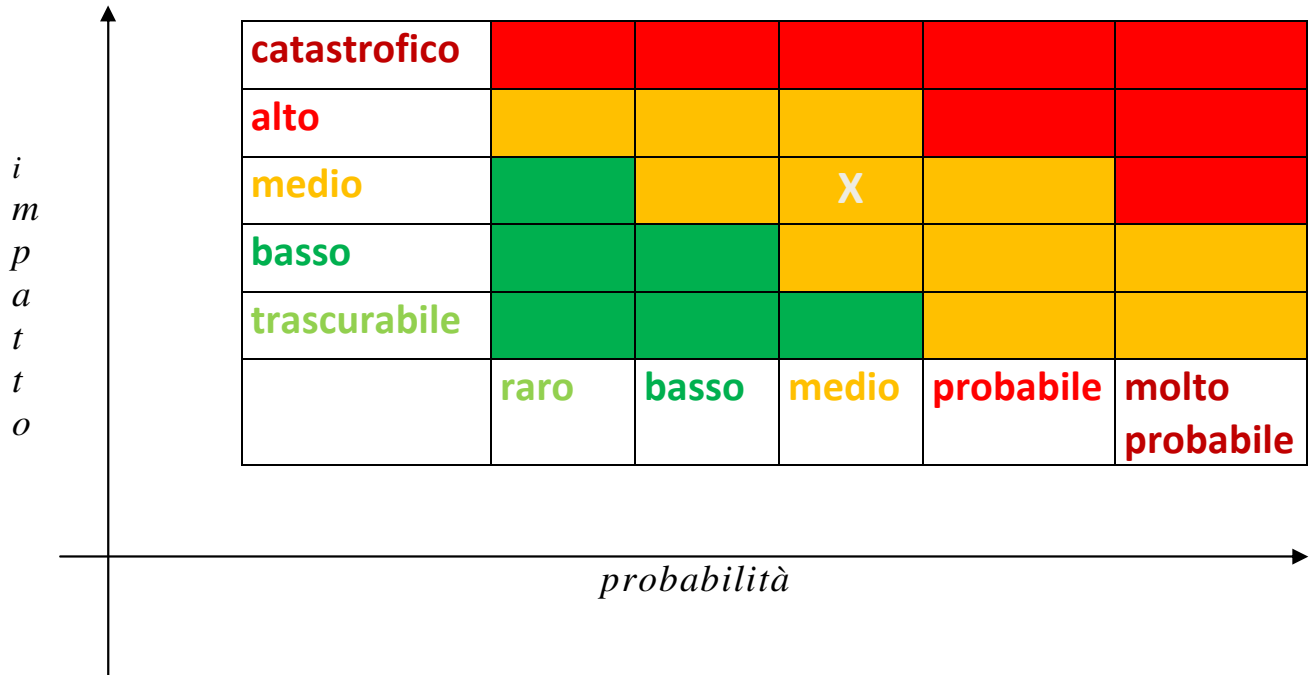 catastrofico
alto
medio X
basso
trascurabile
raro basso medio probabile molto
probabile
i
m
p
a
t
t
o
probabilità